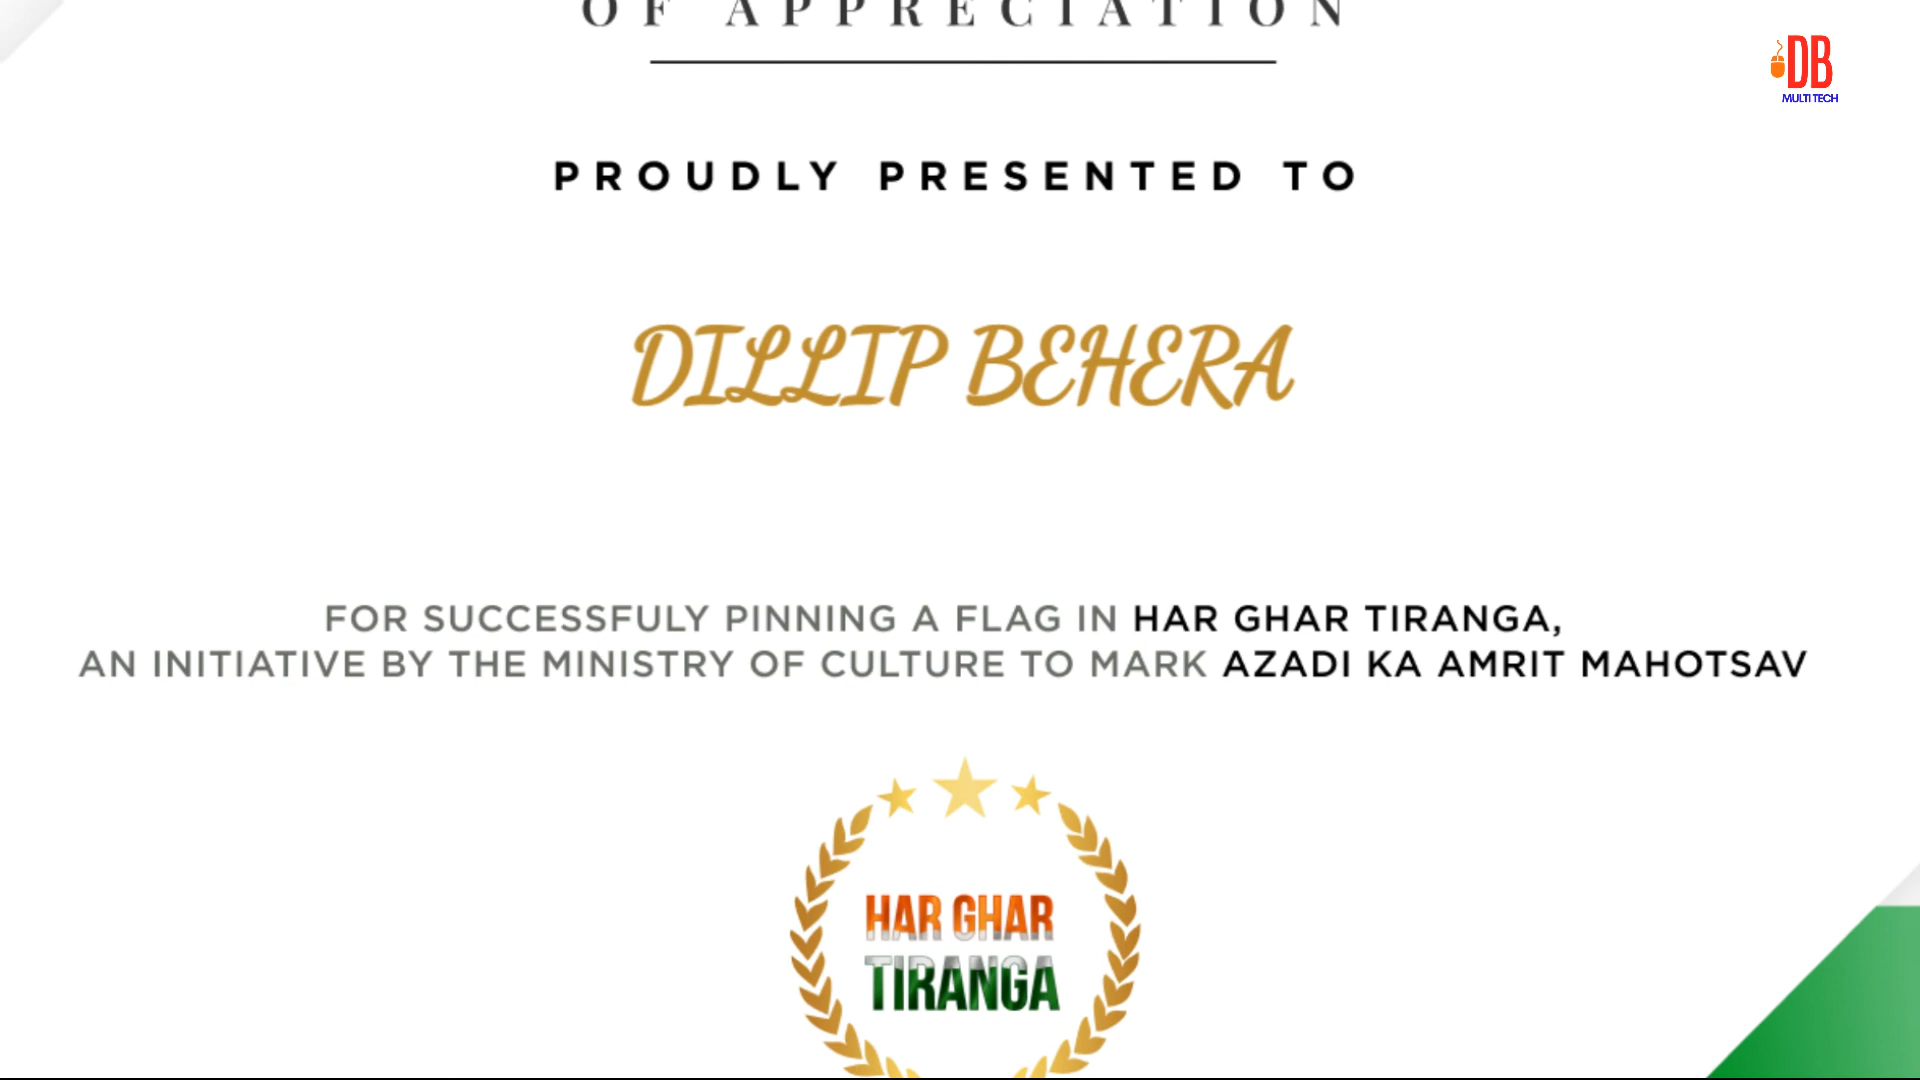 OF APPRECIATION
DB
MULTI TECH
PROUDLY PRESENTED TO
DILLIP BEHERA
FOR SUCCESSFULY PINNING A FLAG IN HAR GHAR TIRANGA,
AN INITIATIVE BY THE MINISTRY OF CULTURE TO MARK AZADI KA AMRIT MAHOTSAV
HAR GHAR
TIRANGA